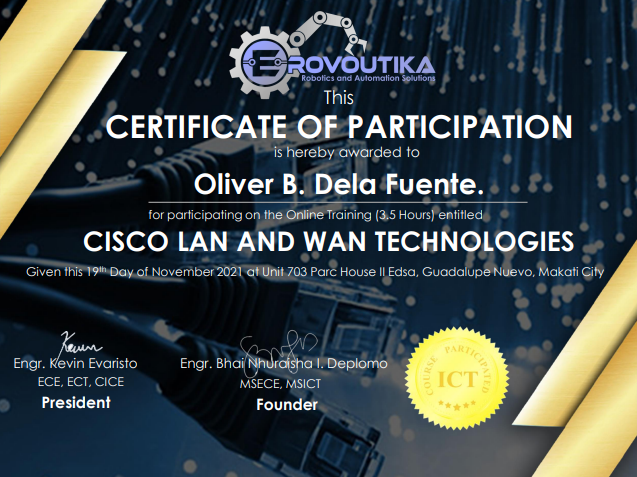 EROVOUTIKA
Robotics and Automation Solutions
This
CERTIFICATE OF PARTICIPATION
is hereby awarded to
Oliver B. Dela Fuente.
for participating on the Online Training (3.5 Hours) entitled
CISCO LAN AND WAN TECHNOLOGIES
Given this 19th Day of November 2021 at Unit 703 Parc House II Edsa, Guadalupe Nuevo, Makati City
Kevin
Engr. Kevin Evaristo
ECE, ECT, CICE
President
Engr. Bhai Nhuraisha I. Deplomo
MSECE, MSICT
Founder
COURSE PARTICIPATED
ICT